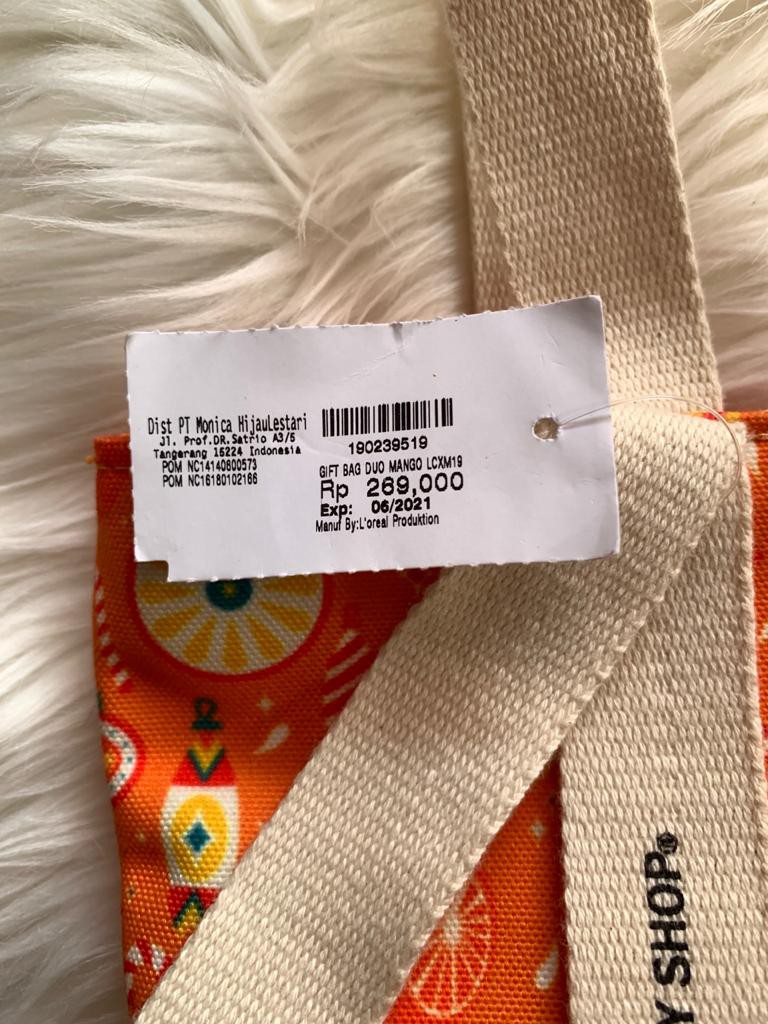 Dist PT Monica HijauLestari
Jl. Prof.DR.Satrio A3/5
Tangerang 15224 Indonesia
POM NC14140600573
POM NC16180102166
190239519
GIFT BAG DUO MANGO LCXM19
Rp 269,000
Exp: 06/2021
Manuf By:L'oreal Produktion
Y SHOP®